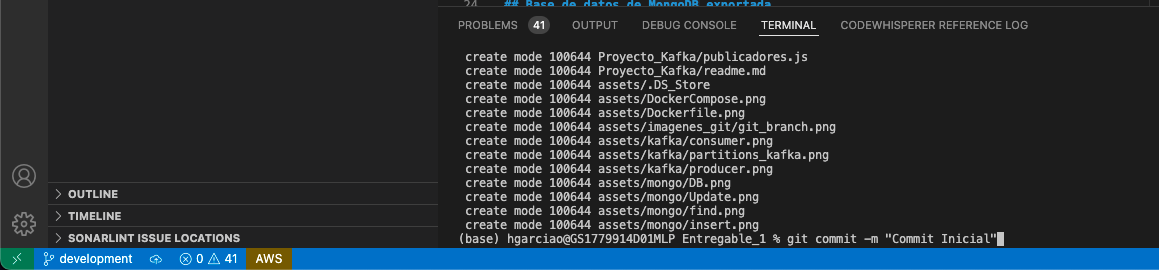 24 ## Base de datos de MongoDB exportada
PROBLEMS 41 OUTPUT DEBUG CONSOLE TERMINAL CODEWHISPERER REFERENCE LOG
create mode 100644 Proyecto_Kafka/publicadores.js
create mode 100644 Proyecto_Kafka/readme.md
create mode 100644 assets/.DS_Store
create mode 100644 assets/DockerCompose.png
create mode 100644 assets/Dockerfile.png
create mode 100644 assets/imagenes_git/git_branch.png
create mode 100644 assets/kafka/consumer.png
create mode 100644 assets/kafka/partitions_kafka.png
create mode 100644 assets/kafka/producer.png
create mode 100644 assets/mongo/DB.png
create mode 100644 assets/mongo/Update.png
create mode 100644 assets/mongo/find.png
create mode 100644 assets/mongo/insert.png
(base) hgarciao@GS1779914D01MLP Entregable_1 % git commit -m "Commit Inicial"
OUTLINE
TIMELINE
SONARLINT ISSUE LOCATIONS
development 0 41 AWS